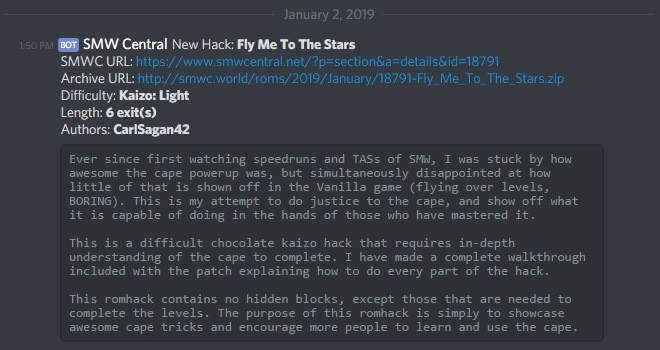 January 2, 2019
1:50 PM BOT SMW Central New Hack: Fly Me To The Stars
SMWC URL: https://www.smwcentral.net/?p=section&a=details&id=18791
Archive URL: http://smwc.world/roms/2019/January/18791-Fly_Me_To_The_Stars.zip
Difficulty: Kaizo: Light
Length: 6 exit(s)
Authors: CarlSagan42
Ever since first watching speedruns and TASs of SMW, I was stuck by how
awesome the cape powerup was, but simultaneously disappointed at how
little of that is shown off in the Vanilla game (flying over levels,
BORING). This is my attempt to do justice to the cape, and show off what
it is capable of doing in the hands of those who have mastered it.
This is a difficult chocolate kaizo hack that requires in-depth
understanding of the cape to complete. I have made a complete walkthrough
included with the patch explaining how to do every part of the hack.
This romhack contains no hidden blocks, except those that are needed to
complete the levels. The purpose of this romhack is simply to showcase
awesome cape tricks and encourage more people to learn and use the cape.